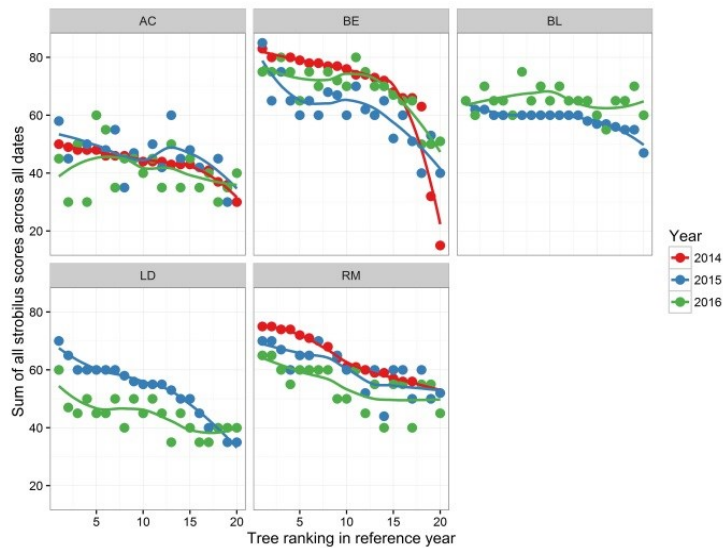 AC BE BL
80
60
40
20
LD RM
80
60
40
20
5 10 15 20 5 10 15 20
Tree ranking in reference year
Sum of all strobilus scores across all dates
Year
2014
2015
2016